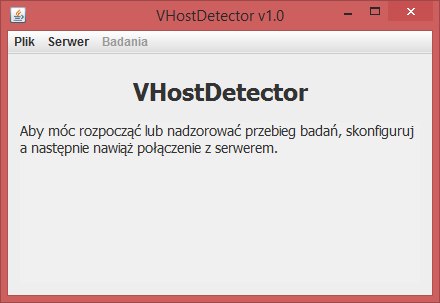 VHostDetector v1.0
Plik Serwer Badania
VHostDetector
Aby móc rozpocząć lub nadzorować przebieg badań, skonfiguruj
a następnie nawiąż połączenie z serwerem.